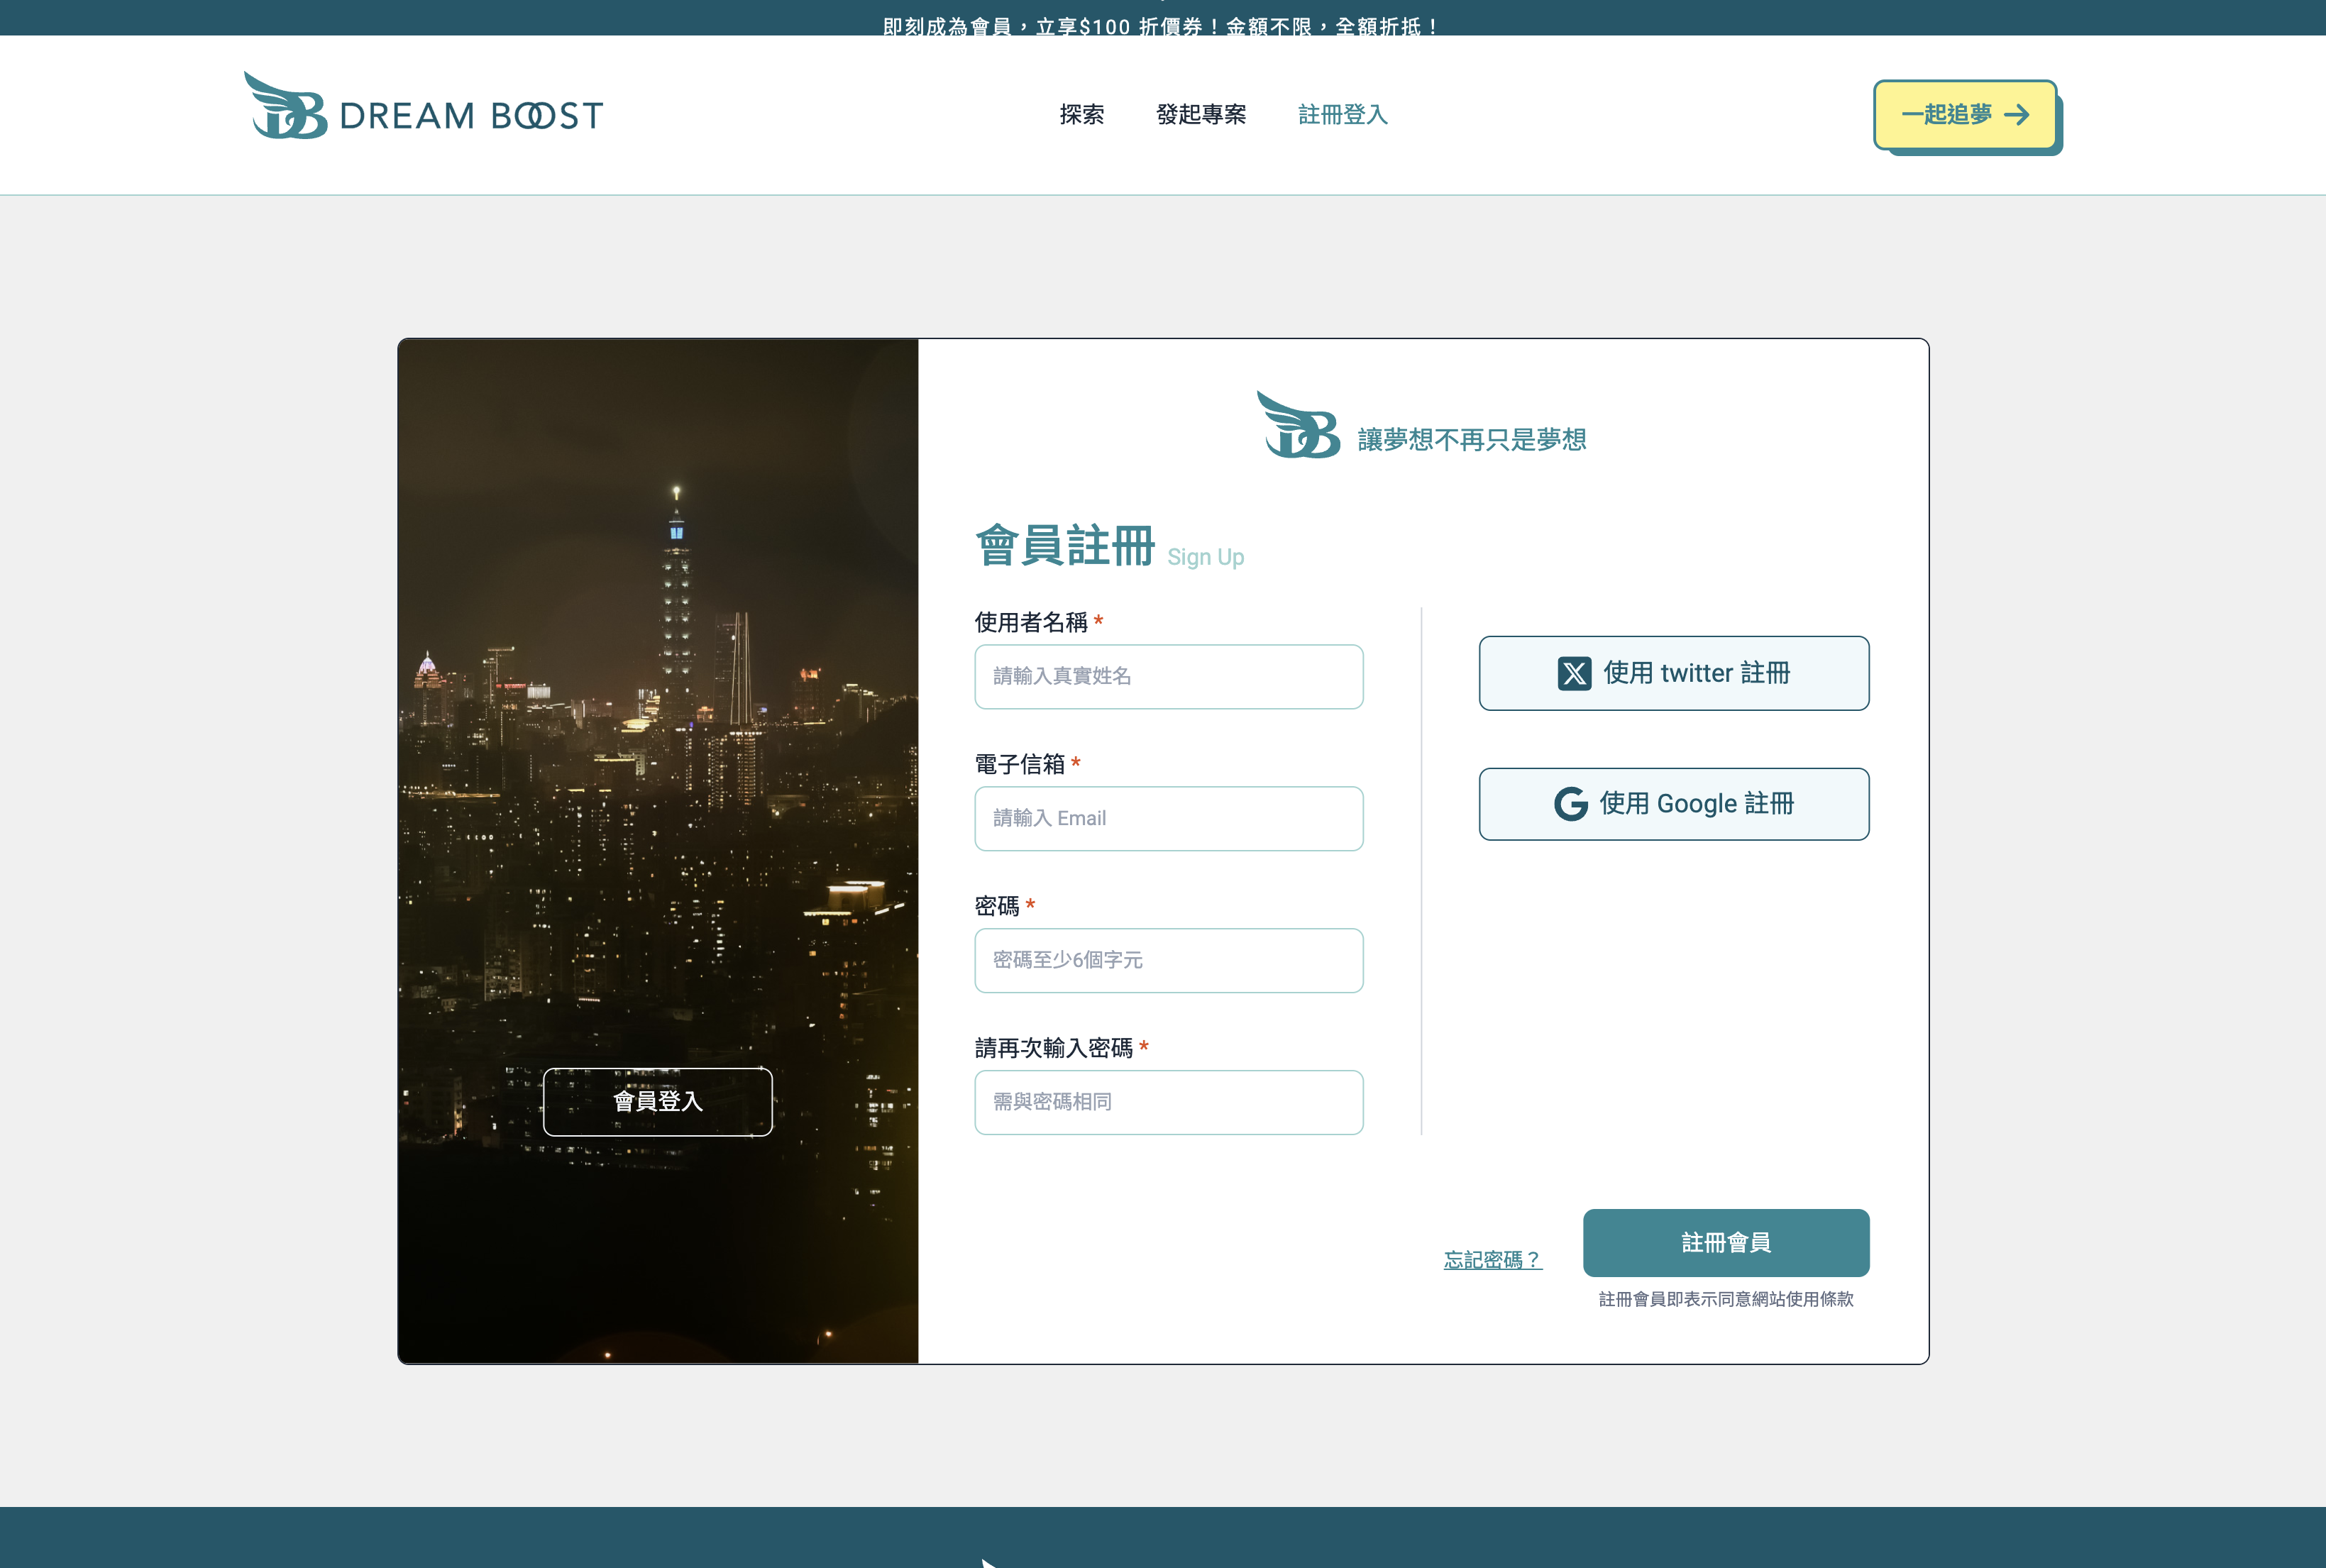 即刻成為會員，立享$100 折價券！金額不限，全額折抵！
DB DREAM BOOST
探索
發起專案
註冊登入
一起追夢
DB 讓夢想不再只是夢想
會員註冊 Sign Up
使用者名稱 *
請輸入真實姓名
電子信箱 *
請輸入 Email
密碼 *
密碼至少6個字元
請再次輸入密碼 *
需與密碼相同
使用 twitter 註冊
使用 Google 註冊
會員登入
忘記密碼？
註冊會員
註冊會員即表示同意網站使用條款